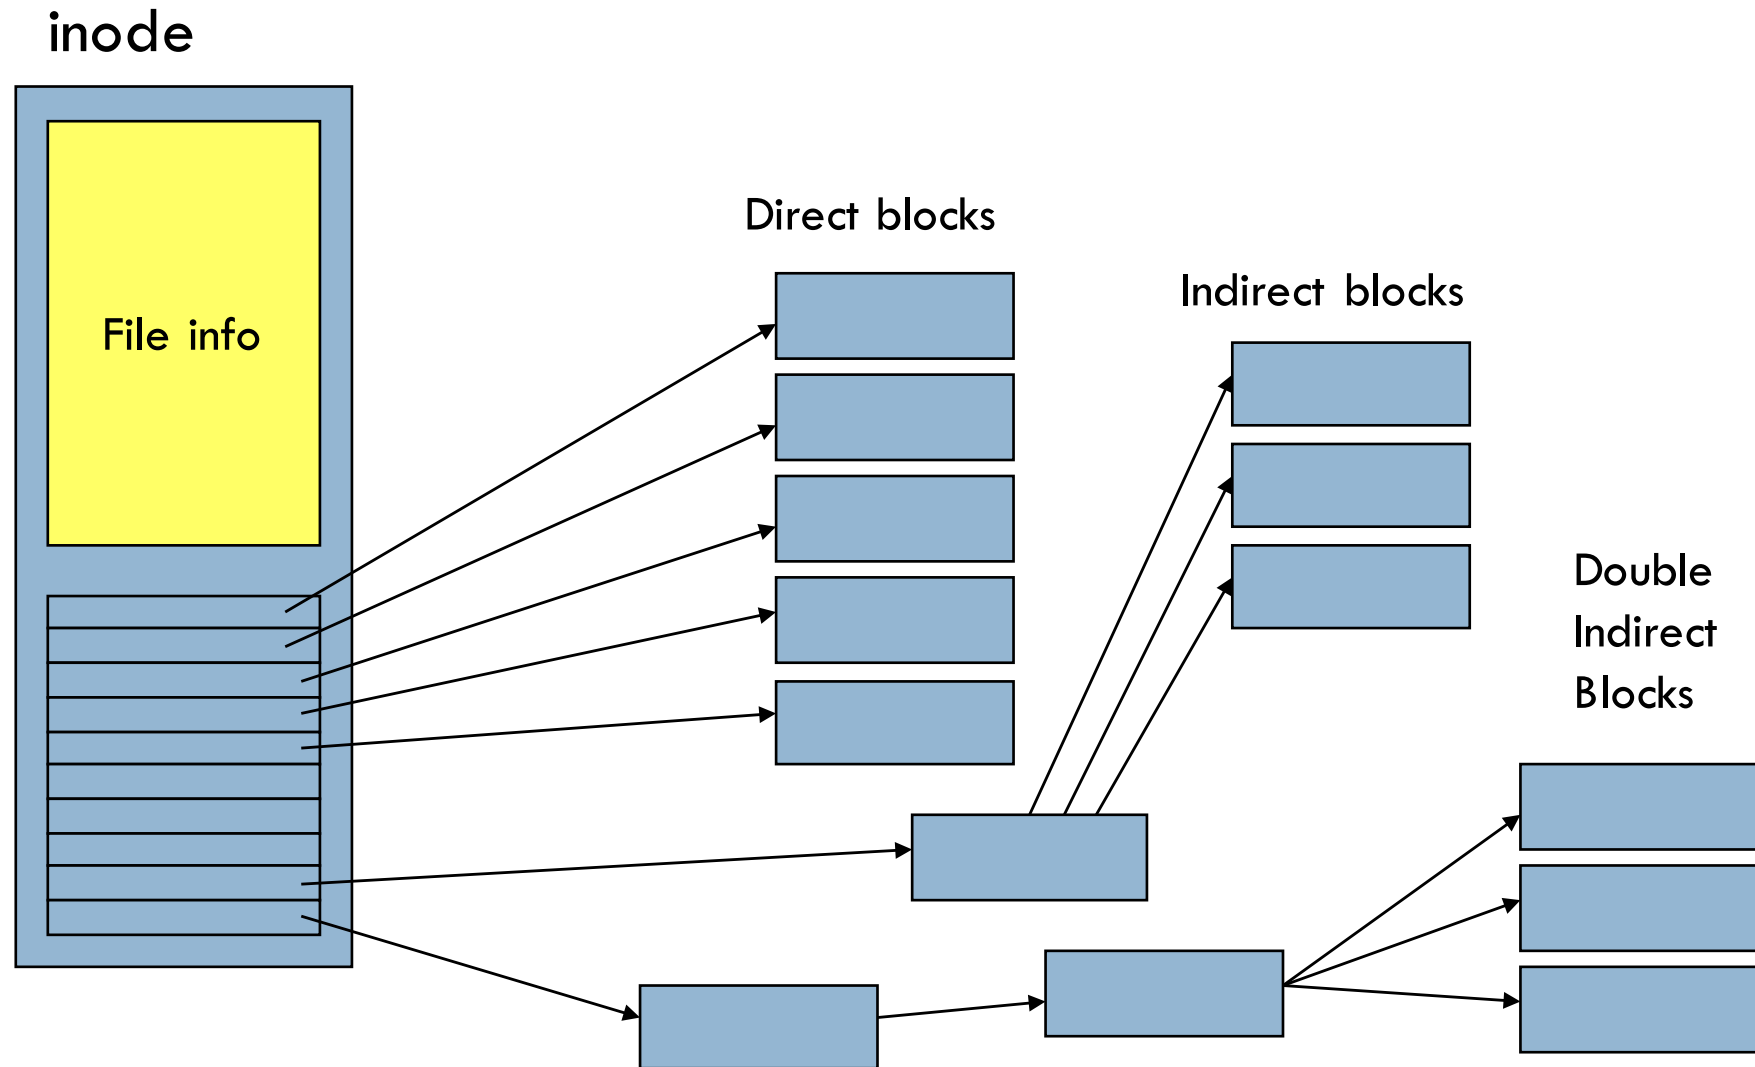 inode
File info
Direct blocks
Indirect blocks
Double
Indirect
Blocks